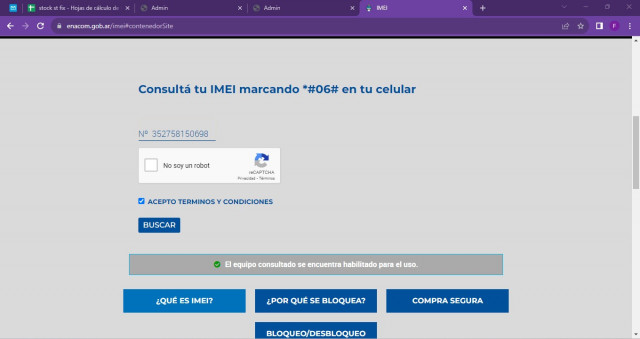 stock st fix - Hojas de cálculo de
Admin
Admin
IMEI
enacom.gob.ar/imei#contenedorSite
F
Consultá tu IMEI marcando *#06# en tu celular
Nº 352758150698
No soy un robot
reCAPTCHA
Privacidad - Términos
ACEPTO TERMINOS Y CONDICIONES
BUSCAR
El equipo consultado se encuentra habilitado para el uso.
¿QUÉ ES IMEI?
¿POR QUÉ SE BLOQUEA?
COMPRA SEGURA
BLOQUEO/DESBLOQUEO